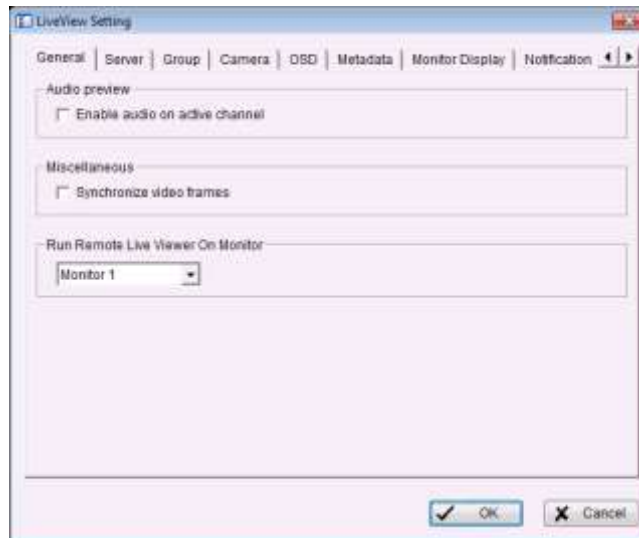 LiveView Setting
General Server Group Camera OSD Metadata Monitor Display Notification
Audio preview
Enable audio on active channel
Miscellaneous
Synchronize video frames
Run Remote Live Viewer On Monitor
Monitor 1
OK Cancel